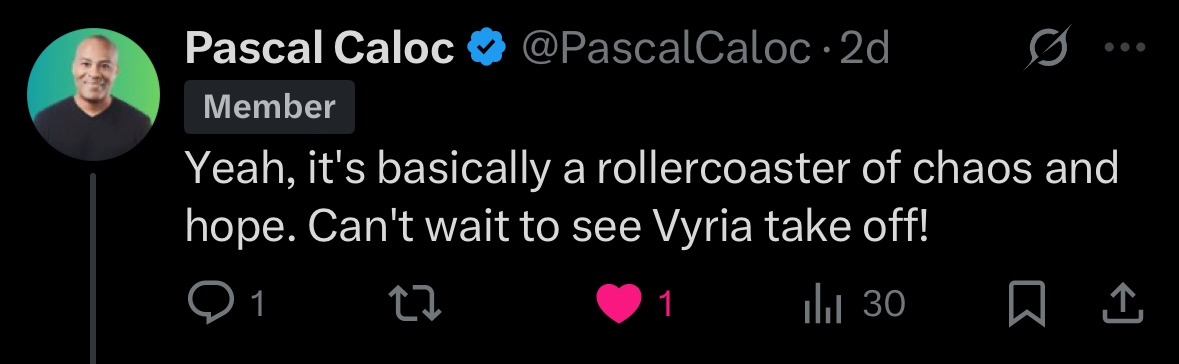 Pascal Caloc @PascalCaloc · 2d
Member
Yeah, it's basically a rollercoaster of chaos and
hope. Can't wait to see Vyria take off!
1 1 30